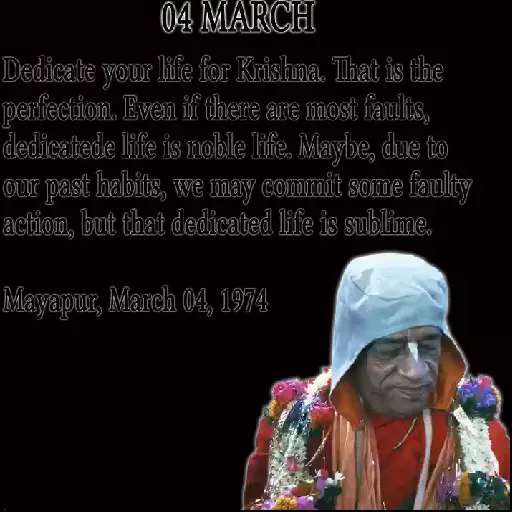 04 MARCH
Dedicate your life for Krishna. That is the
perfection. Even if there are most faults,
dedicatede life is noble life. Maybe, due to
our past habits, we may commit some faulty
action, but that dedicated life is sublime.
Mayapur, March 04, 1974